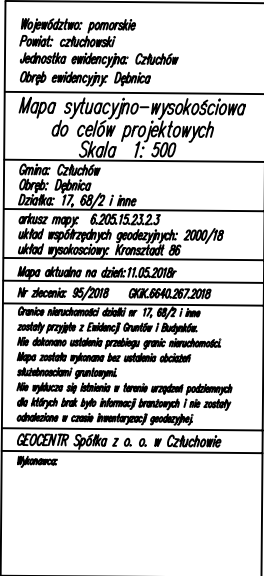 Województwo: pomorskie
Powiat: człuchowski
Jednostka ewidencyjna: Człuchów
Obręb ewidencyjny: Dębnica
Mapa sytuacyjno-wysokościowa
do celów projektowych
Skala 1: 500
Gmina: Człuchów
Obręb: Dębnica
Działka: 17, 68/2 i inne
arkusz mapy: 6.205.15.23.2.3
układ współrzędnych geodezyjnych: 2000/18
układ wysokosciowy: Kronsztadt 86
Mapa aktualna na dzień:11.05.2018r
Nr zlecenia: 95/2018 GKIK.6640.267.2018
Granice nieruchomości działki nr 17, 68/2 i inne
zostały przyjęte z Ewidencji Gruntów i Budynków.
Nie dokonano ustalenia przebiegu granic nieruchomości.
Mapa została wykonana bez ustalenia obciażeń
służebnosciami gruntowymi.
Nie wyklucza się istnienia w terenie urządzeń podziemnych
dla których brak było informacji branżowych i nie zostały
odnalezione w czasie inwentaryzacji geodezyjnej.
GEOCENTR Spółka z o. o. w Człuchowie
Wykonawca: